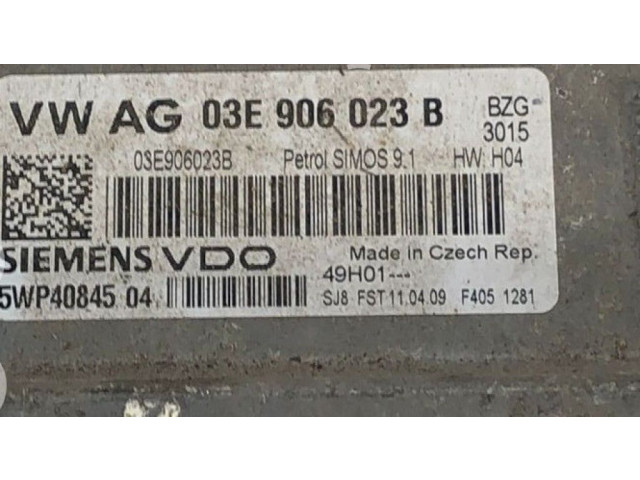 VW AG 03E 906 023 B BZG-
3015
03E906023B Petrol SIMOS 9.1 HW: H04
SIEMENS VDO Made in Czech Rep.
49H01---
5WP40845 04 SJ8 FST 11.04.09 F405 1281